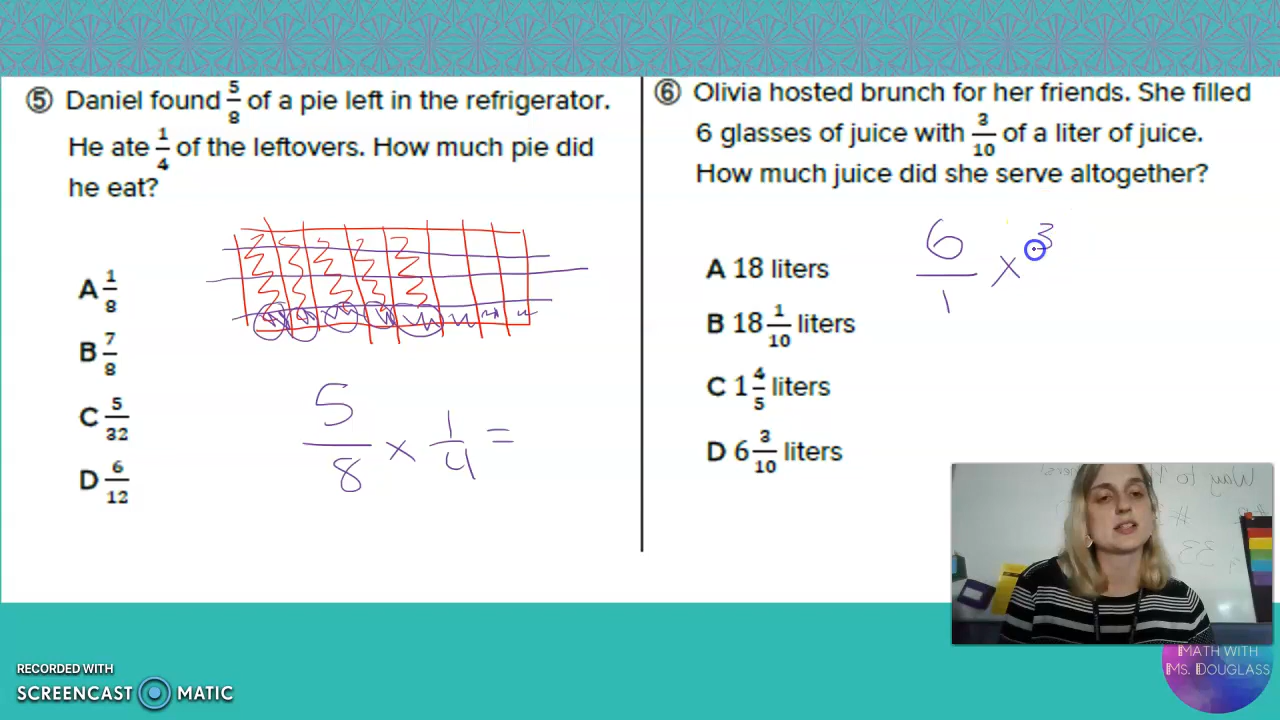 ⑤ Daniel found 5/8 of a pie left in the refrigerator.
He ate 1/4 of the leftovers. How much pie did
he eat?
A 1/8
B 7/8
C 5/32
D 6/12
5/8 × 1/4 =
⑥ Olivia hosted brunch for her friends. She filled
6 glasses of juice with 3/10 of a liter of juice.
How much juice did she serve altogether?
6/1 × 3
A 18 liters
B 18 1/10 liters
C 1 4/5 liters
D 6 3/10 liters
Way to
33
RECORDED WITH
SCREENCAST MATIC
MATH WITH
MS. DOUGLASS